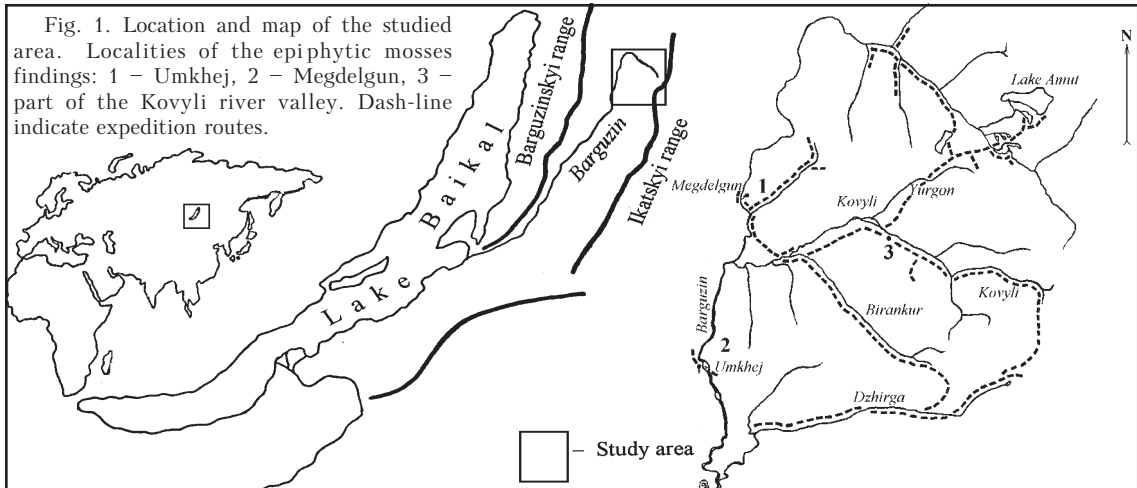 Fig. 1. Location and map of the studied
area. Localities of the epiphytic mosses
findings: 1 – Umkhej, 2 – Megdelgun, 3 –
part of the Kovyli river valley. Dash-line
indicate expedition routes.
Lake Baikal
Barguzinskyi range
Barguzin
Ikatskyi range
– Study area
N
Lake Amut
Megdelgun
1
Kovyli
Yurgon
3
Kovyli
Barguzin
Birankur
2
Umkhej
Dzhirga